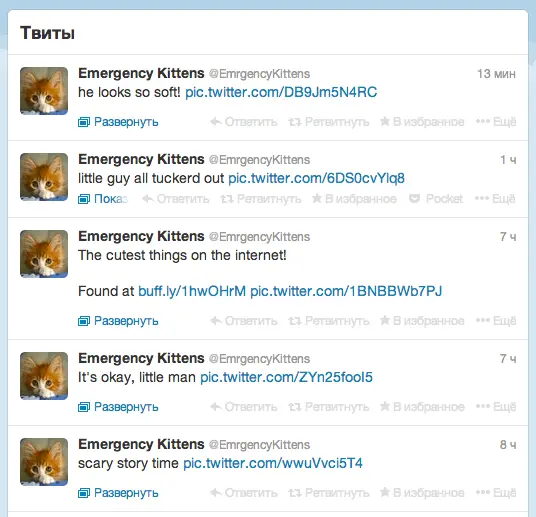 Твиты
Emergency Kittens @EmrgencyKittens 13 мин
he looks so soft! pic.twitter.com/DB9Jm5N4RC
Развернуть Ответить Ретвитнуть В избранное ••• Ещё
Emergency Kittens @EmrgencyKittens 1 ч
little guy all tuckerd out pic.twitter.com/6DS0cvYlq8
Показ Ответить Ретвитнуть В избранное Pocket ••• Ещё
Emergency Kittens @EmrgencyKittens 7 ч
The cutest things on the internet!
Found at buff.ly/1hwOHrM pic.twitter.com/1BNBBWb7PJ
Развернуть Ответить Ретвитнуть В избранное ••• Ещё
Emergency Kittens @EmrgencyKittens 7 ч
It's okay, little man pic.twitter.com/ZYn25fooI5
Развернуть Ответить Ретвитнуть В избранное ••• Ещё
Emergency Kittens @EmrgencyKittens 8 ч
scary story time pic.twitter.com/wwuVvci5T4
Развернуть Ответить Ретвитнуть В избранное ••• Ещё